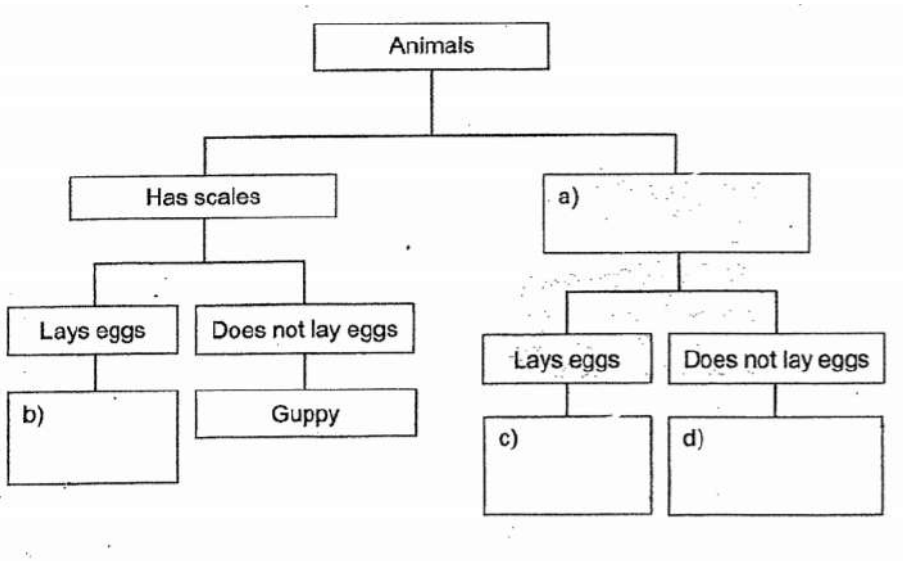 Animals
Has scales
a)
Lays eggs
Does not lay eggs
Lays eggs
Does not lay eggs
b)
Guppy
c)
d)